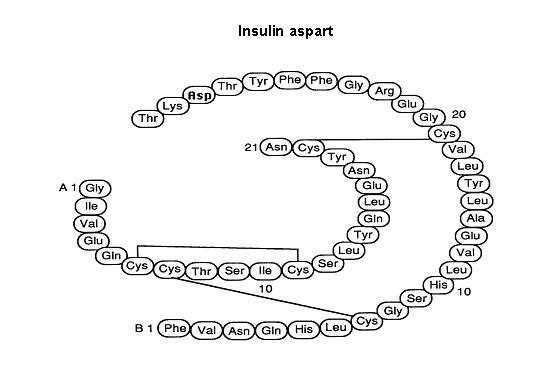 Insulin aspart
Thr Lys Asp Thr Tyr Phe Phe Gly Arg Glu Gly 20
Cys Val Leu Tyr Leu Ala Glu Val Leu His 10
Ser Gly Cys Leu His Gln Asn Val Phe B 1
21 Asn Cys Tyr Asn Glu Leu Gln Tyr Leu Ser
A 1 Gly Ile Val Glu Gln Cys Cys Thr Ser Ile Cys
10